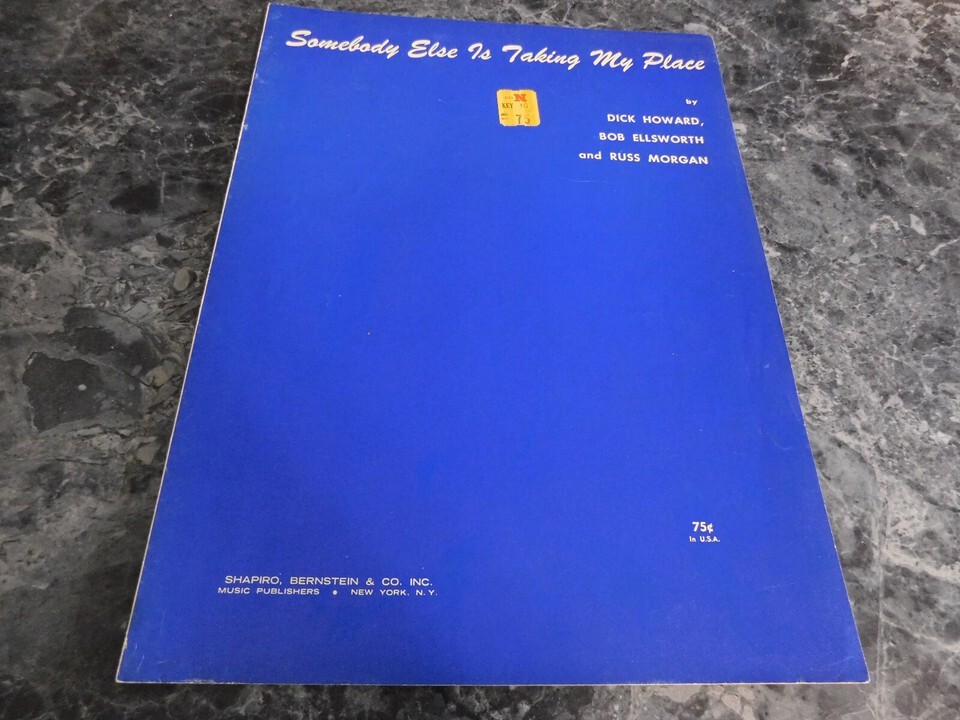 Somebody Else Is Taking My Place
by
DICK HOWARD,
BOB ELLSWORTH
and RUSS MORGAN
N
KEY
75¢
In U.S.A.
SHAPIRO, BERNSTEIN & CO. INC.
MUSIC PUBLISHERS • NEW YORK, N. Y.